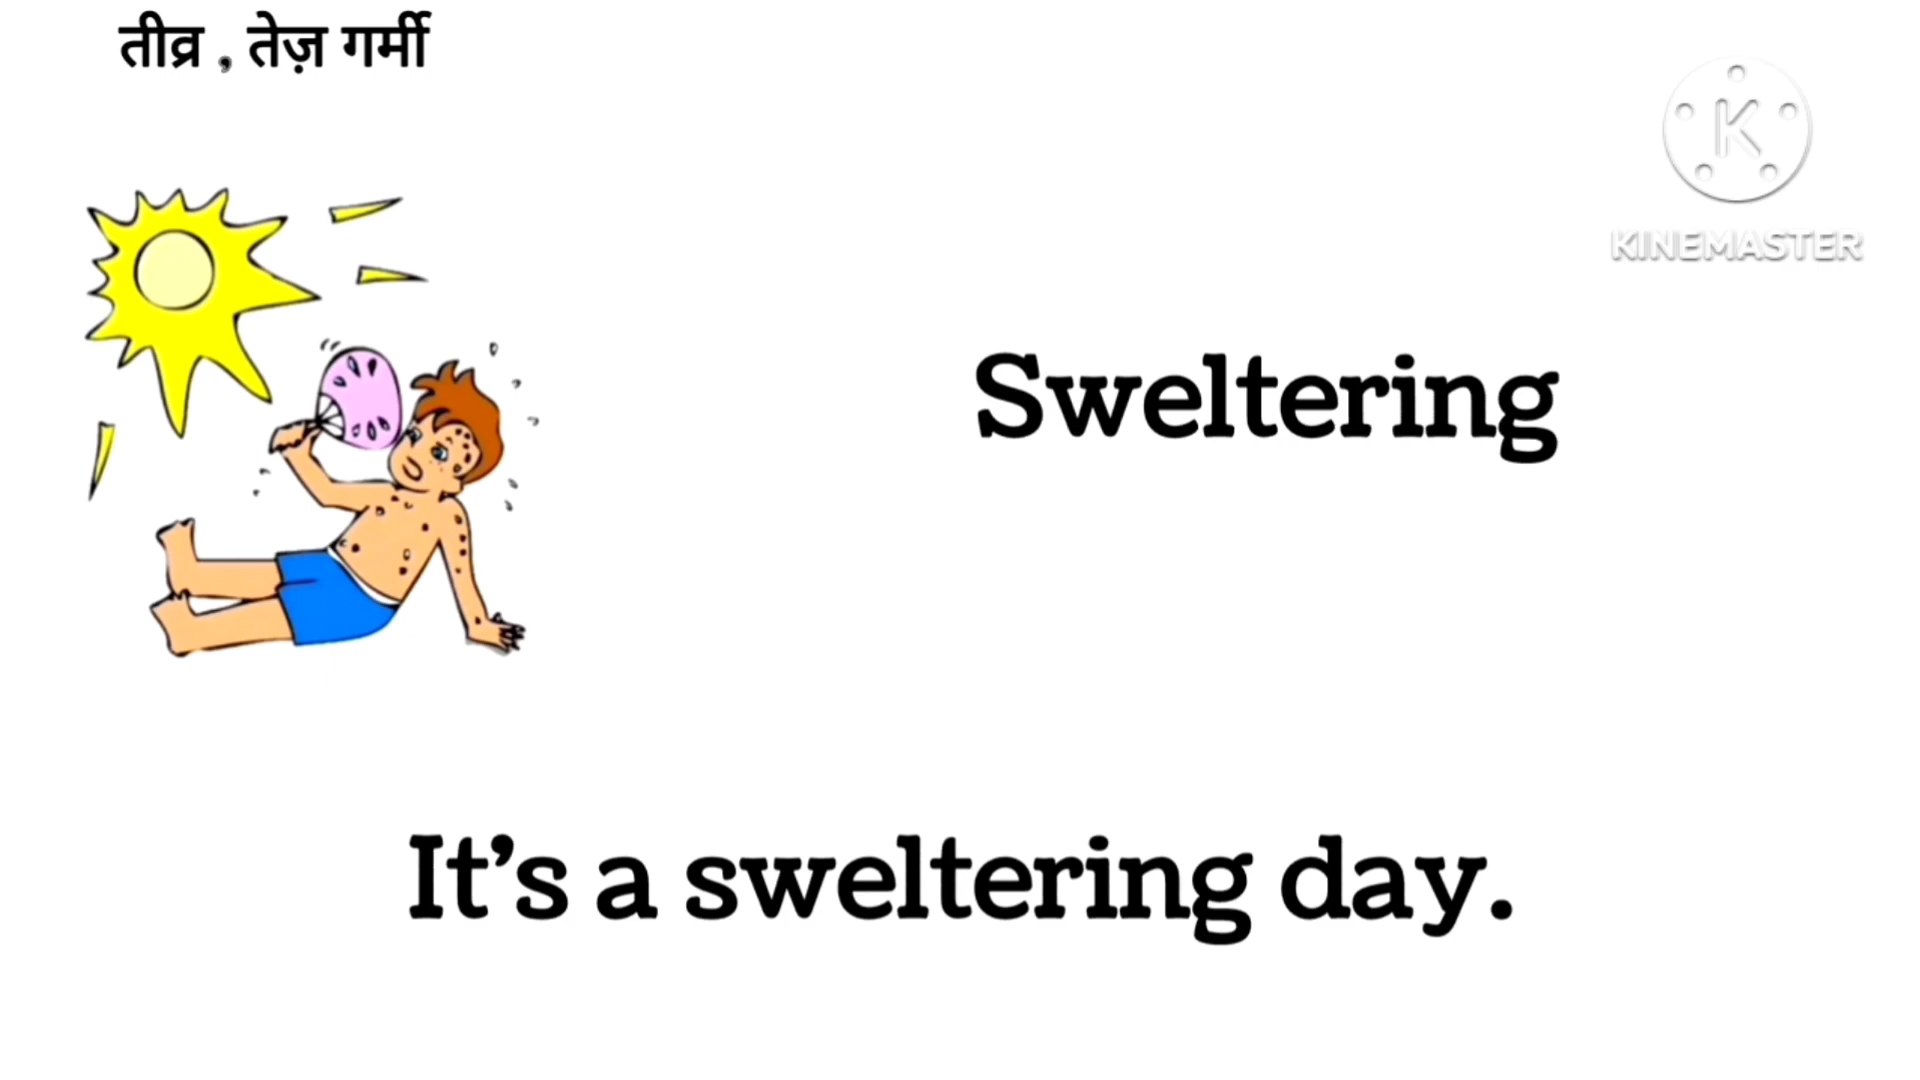 तीव्र , तेज़ गर्मी
K
KINEMASTER
Sweltering
It's a sweltering day.